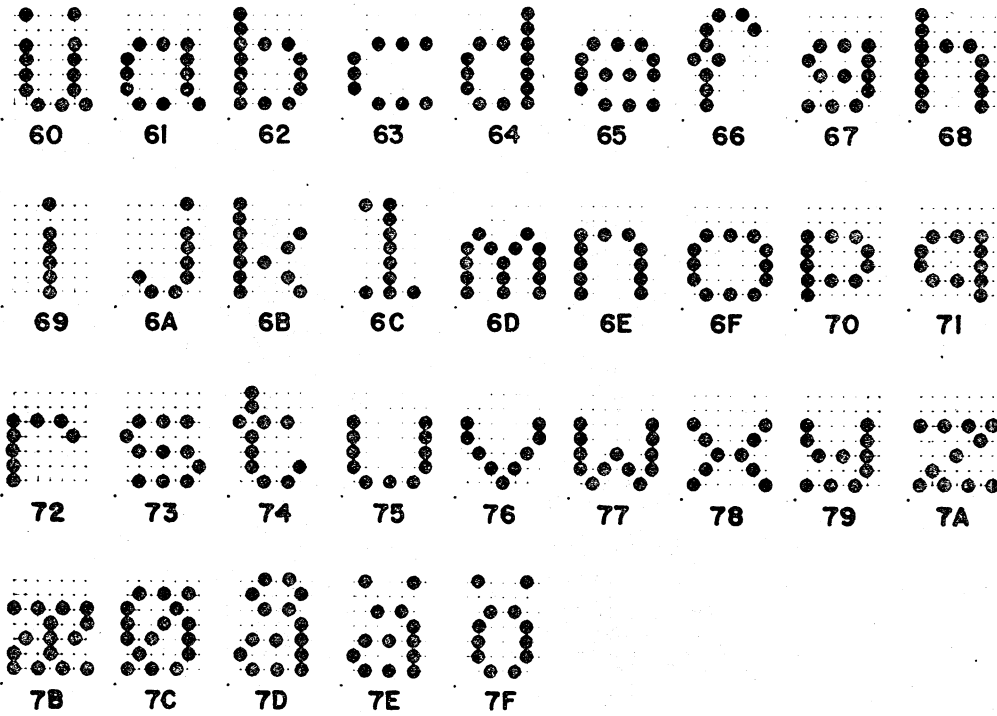 ü a b c d e f g h
60 61 62 63 64 65 66 67 68
i j k l m n o p q
69 6A 6B 6C 6D 6E 6F 70 71
r s t u v w x y z
72 73 74 75 76 77 78 79 7A
æ ø å ä ö
7B 7C 7D 7E 7F